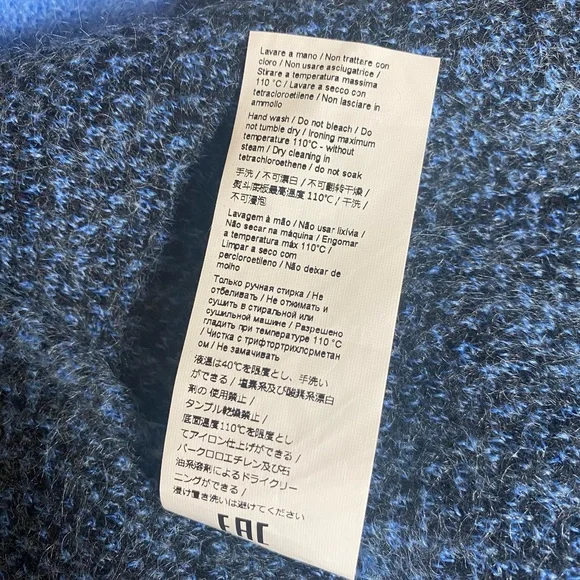 Lavare a mano / Non trattare con
cloro / Non usare asciugatrice /
Stirare a temperatura massima
110 °C / Lavare a secco con
tetracloroetilene / Non lasciare in
ammollo
Hand wash / Do not bleach / Do
not tumble dry / Ironing maximum
temperature 110°C - without
steam / Dry cleaning in
tetrachloroethene / do not soak
手洗 / 不可漂白 / 不可翻转干燥 /
熨斗底板最高温度 110℃ / 干洗 /
不可浸泡
Lavagem à mão / Não usar lixívia /
Não secar na máquina / Engomar
a temperatura máx 110°C /
Limpar a seco com
percloroetileno / Não deixar de
molho
Только ручная стирка / Не
отбеливать / Не отжимать и
сушить в стиральной или
сушильной машине / Разрешено
гладить при температуре 110 °C
/ Чистка с трифтортрихлорметан
ом / Не замачивать
液温は40℃を限度とし、手洗い
ができる / 塩素系及び酸素系漂白
剤の 使用禁止 /
タンブル乾燥禁止 /
底面温度110℃を限度とし
てアイロン仕上げができる /
パークロロエチレン及び石
油系溶剤によるドライクリー
ニングができる /
浸け置き洗いは避けてください
EAC